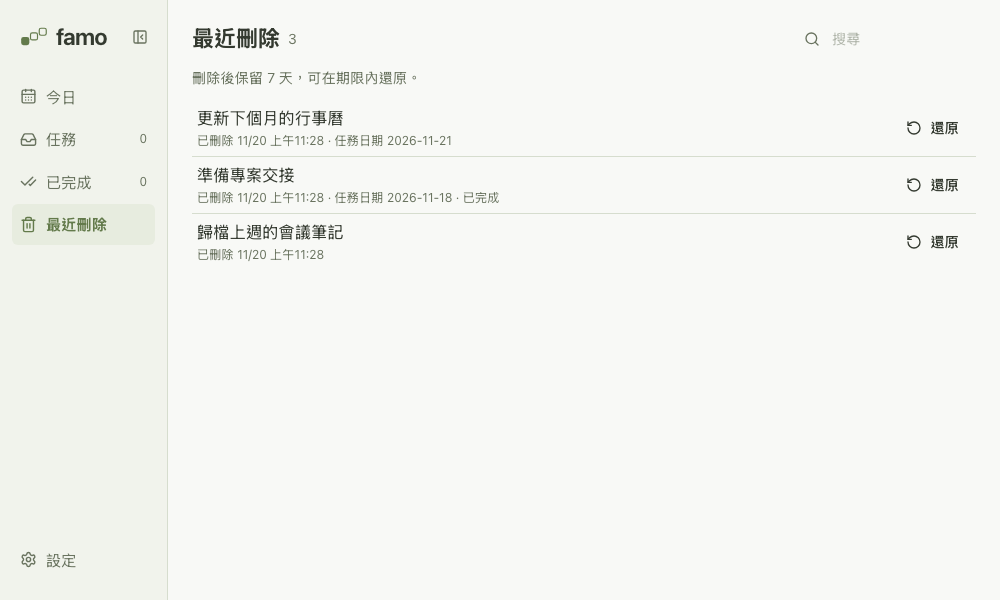 famo
今日
任務 0
已完成 0
最近刪除
設定
最近刪除 3
搜尋
刪除後保留 7 天，可在期限內還原。
更新下個月的行事曆
已刪除 11/20 上午11:28 · 任務日期 2026-11-21
還原
準備專案交接
已刪除 11/20 上午11:28 · 任務日期 2026-11-18 · 已完成
還原
歸檔上週的會議筆記
已刪除 11/20 上午11:28
還原